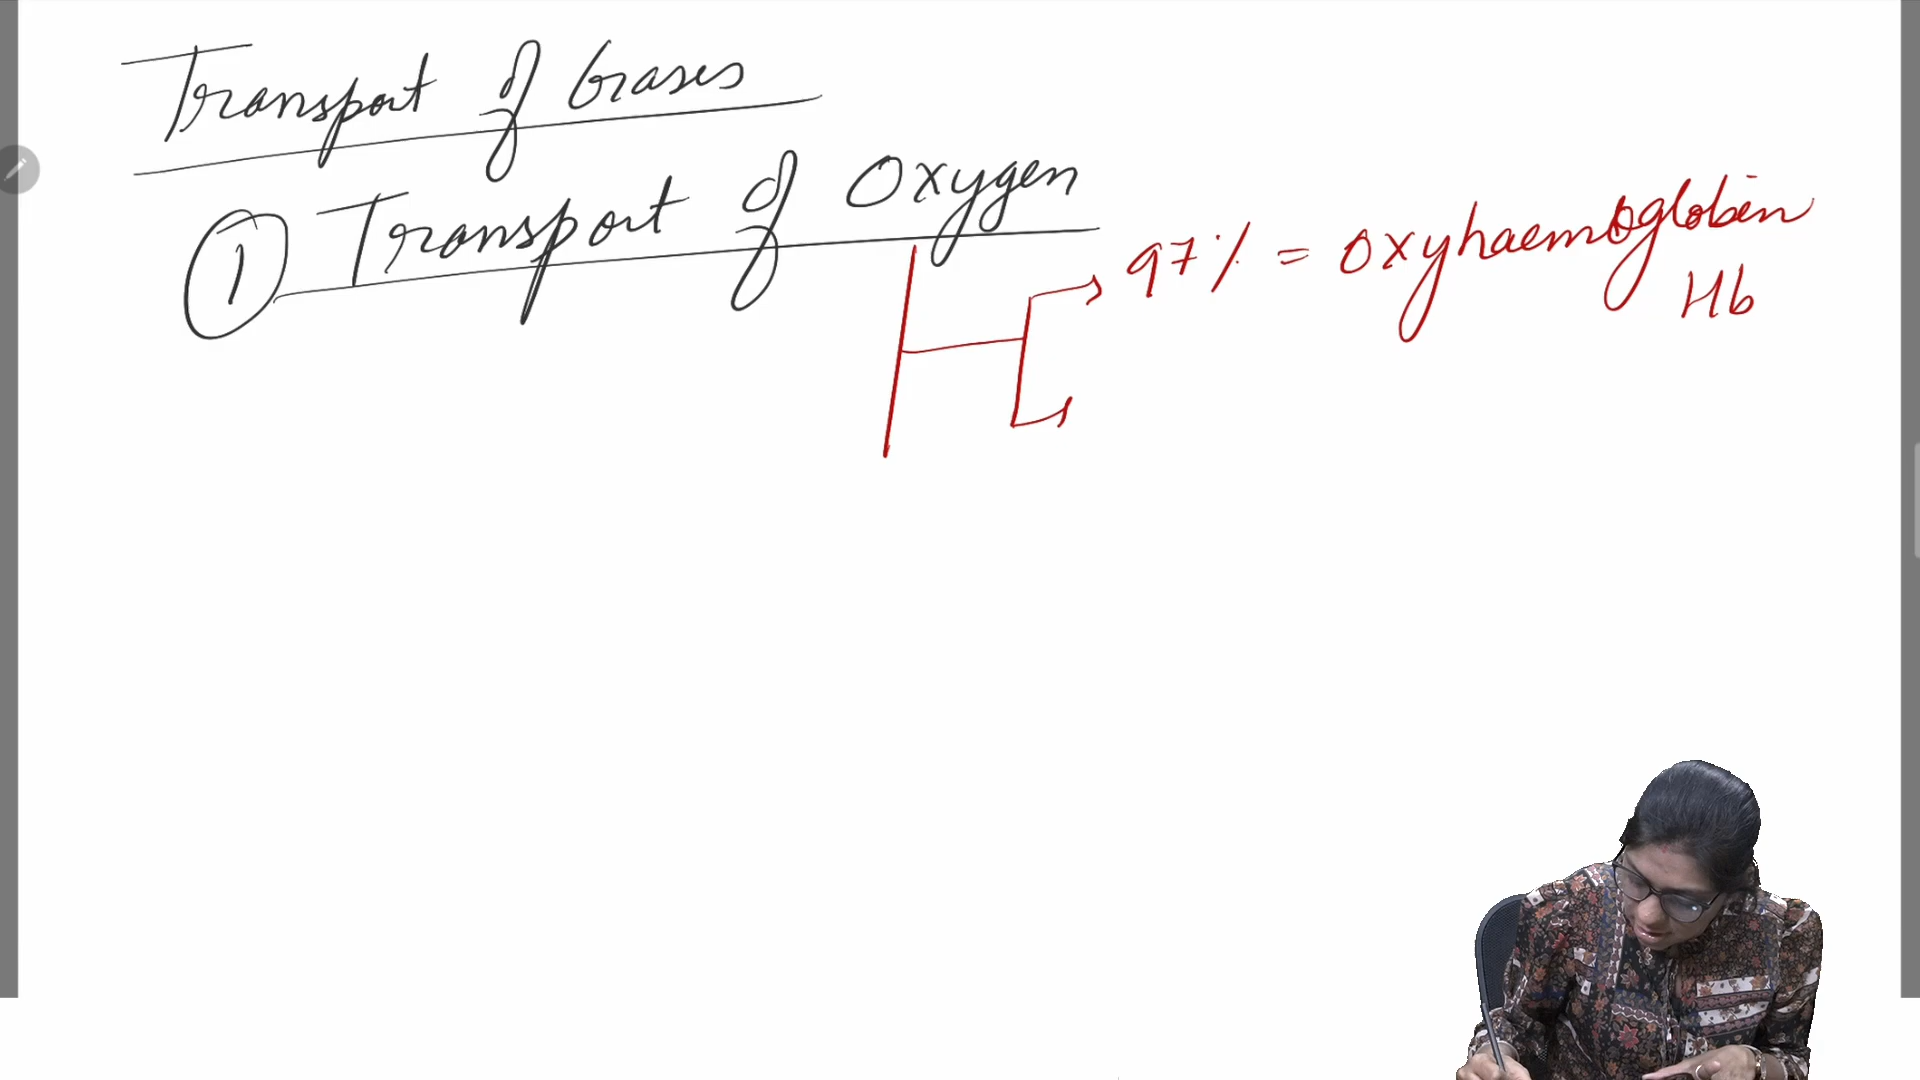 Transport of Gases
① Transport of Oxygen
97% = Oxyhaemoglobin
Hb